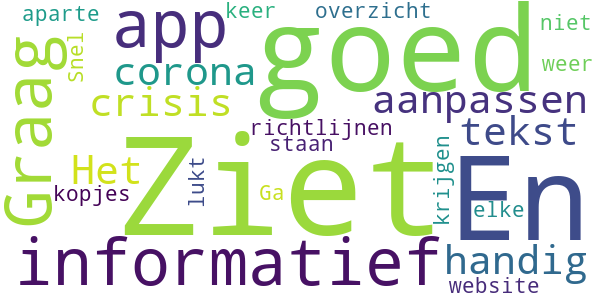 aparte
keer
overzicht
niet
app
goed
Snel
weer
corona
Graag
crisis
aanpassen
richtlijnen
tekst
staan
Ziet
En
Het
lukt
krijgen
kopjes
Ga
elke
informatief
handig
website